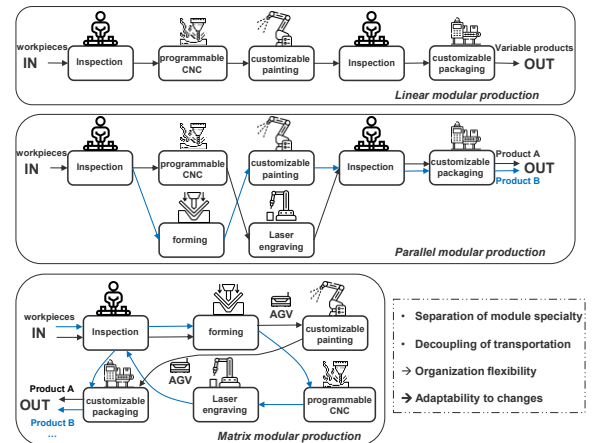 workpieces
IN
Inspection
programmable
CNC
customizable
painting
Inspection
customizable
packaging
Variable products
OUT
Linear modular production
workpieces
IN
Inspection
programmable
CNC
customizable
painting
Inspection
customizable
packaging
Product A
OUT
Product B
forming
Laser
engraving
Parallel modular production
workpieces
IN
Inspection
forming
AGV
customizable
painting
AGV
Product A
OUT
Product B
...
customizable
packaging
Laser
engraving
programmable
CNC
Matrix modular production
• Separation of module specialty
• Decoupling of transportation
→ Organization flexibility
➔ Adaptability to changes